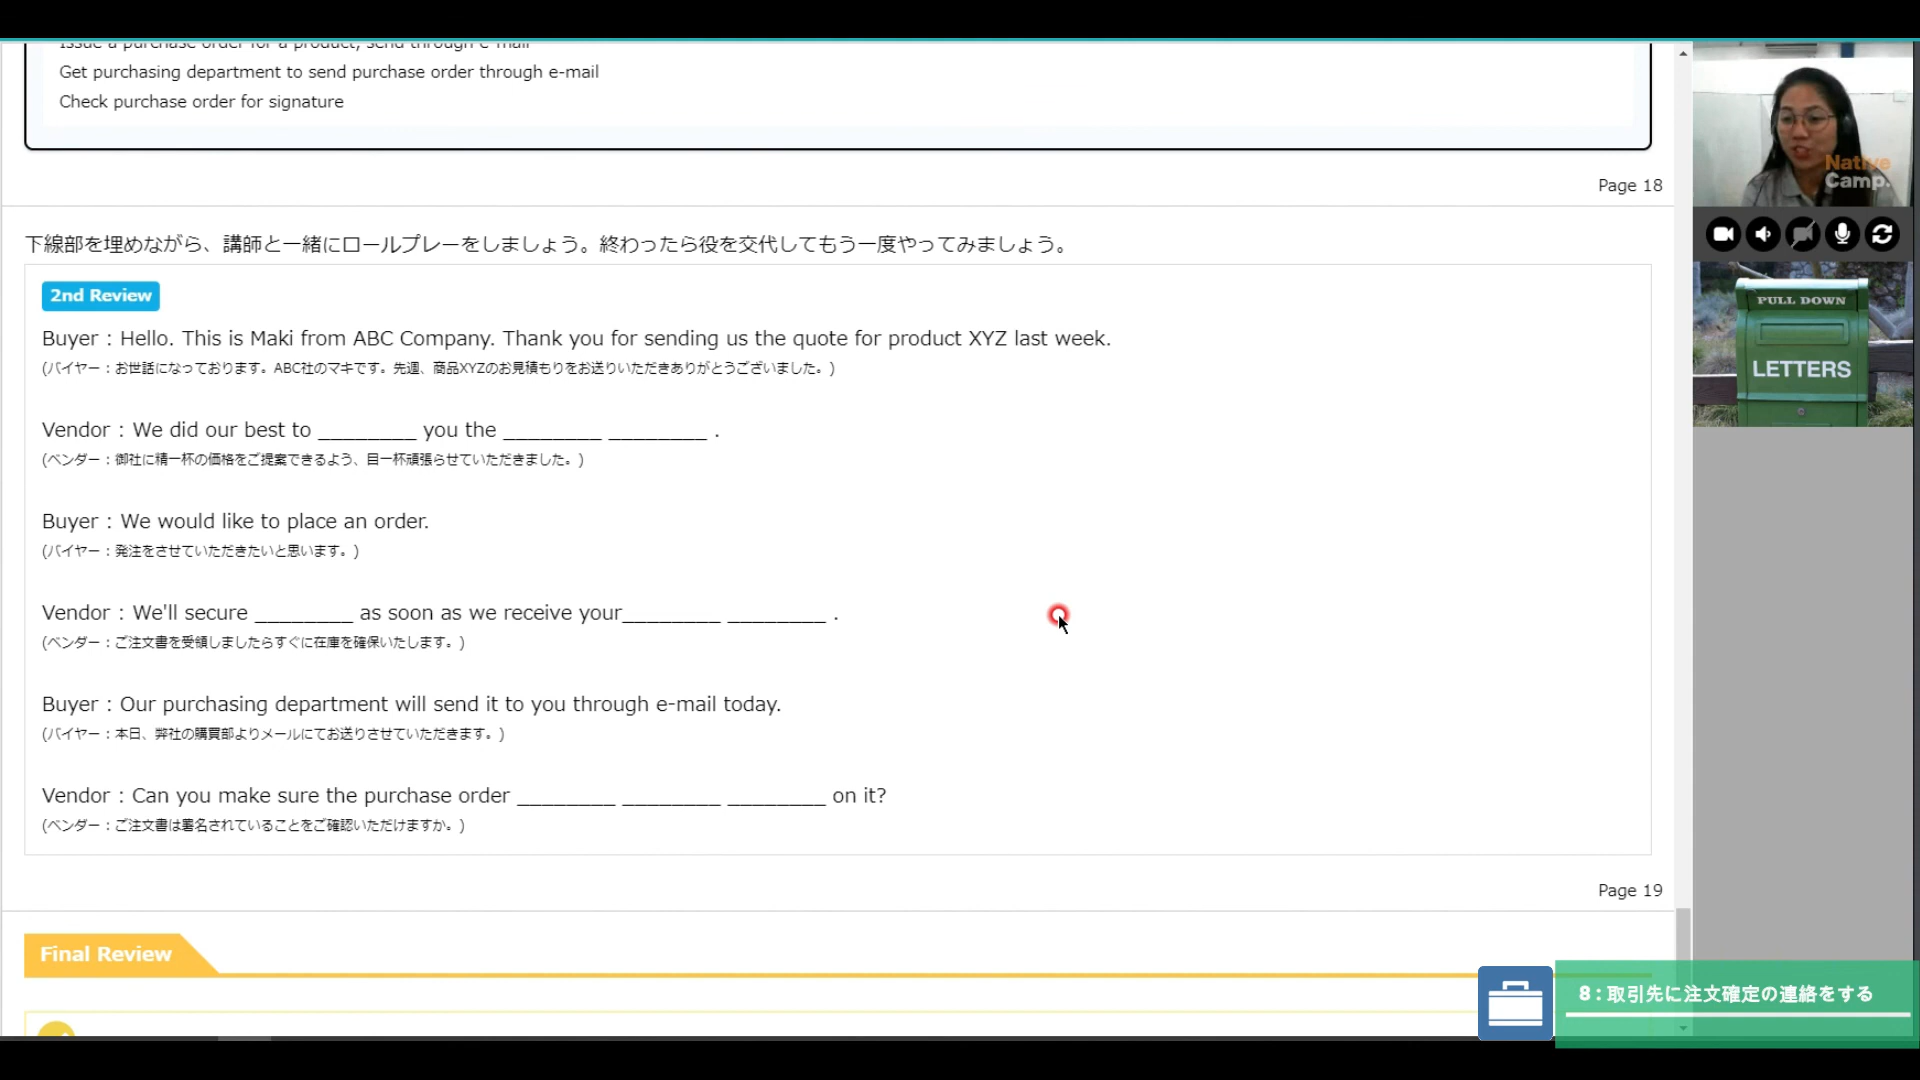 Issue a purchase order for a product, send through e-mail
Get purchasing department to send purchase order through e-mail
Check purchase order for signature
Page 18
下線部を埋めながら、講師と一緒にロールプレーをしましょう。終わったら役を交代してもう一度やってみましょう。
2nd Review
Buyer : Hello. This is Maki from ABC Company. Thank you for sending us the quote for product XYZ last week.
(バイヤー：お世話になっております。ABC社のマキです。先週、商品XYZのお見積もりをお送りいただきありがとうございました。)
Vendor : We did our best to ________ you the ________ ________ .
(ベンダー：御社に精一杯の価格をご提案できるよう、目一杯頑張らせていただきました。)
Buyer : We would like to place an order.
(バイヤー：発注をさせていただきたいと思います。)
Vendor : We'll secure ________ as soon as we receive your________ ________ .
(ベンダー：ご注文書を受領しましたらすぐに在庫を確保いたします。)
Buyer : Our purchasing department will send it to you through e-mail today.
(バイヤー：本日、弊社の購買部よりメールにてお送りさせていただきます。)
Vendor : Can you make sure the purchase order ________ ________ ________ on it?
(ベンダー：ご注文書は署名されていることをご確認いただけますか。)
Page 19
Final Review
Native
Camp.
PULL DOWN
LETTERS
8：取引先に注文確定の連絡をする